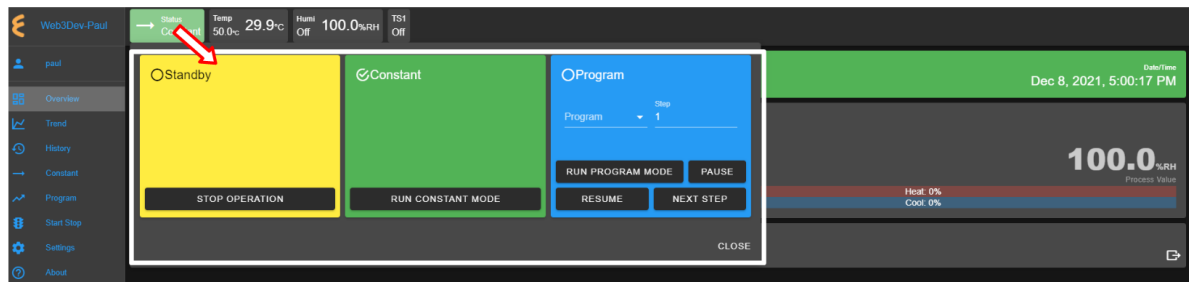 Web3Dev-Paul
Status
Constant
Temp
50.0°c 29.9°c
Humi
Off 100.0%RH
TS1
Off
paul
Overview
Trend
History
Constant
Program
Start Stop
Settings
About
Standby
STOP OPERATION
Constant
RUN CONSTANT MODE
Program
Program
Step
1
RUN PROGRAM MODE
PAUSE
RESUME
NEXT STEP
CLOSE
Date/Time
Dec 8, 2021, 5:00:17 PM
100.0%RH
Process Value
Heat: 0%
Cool: 0%